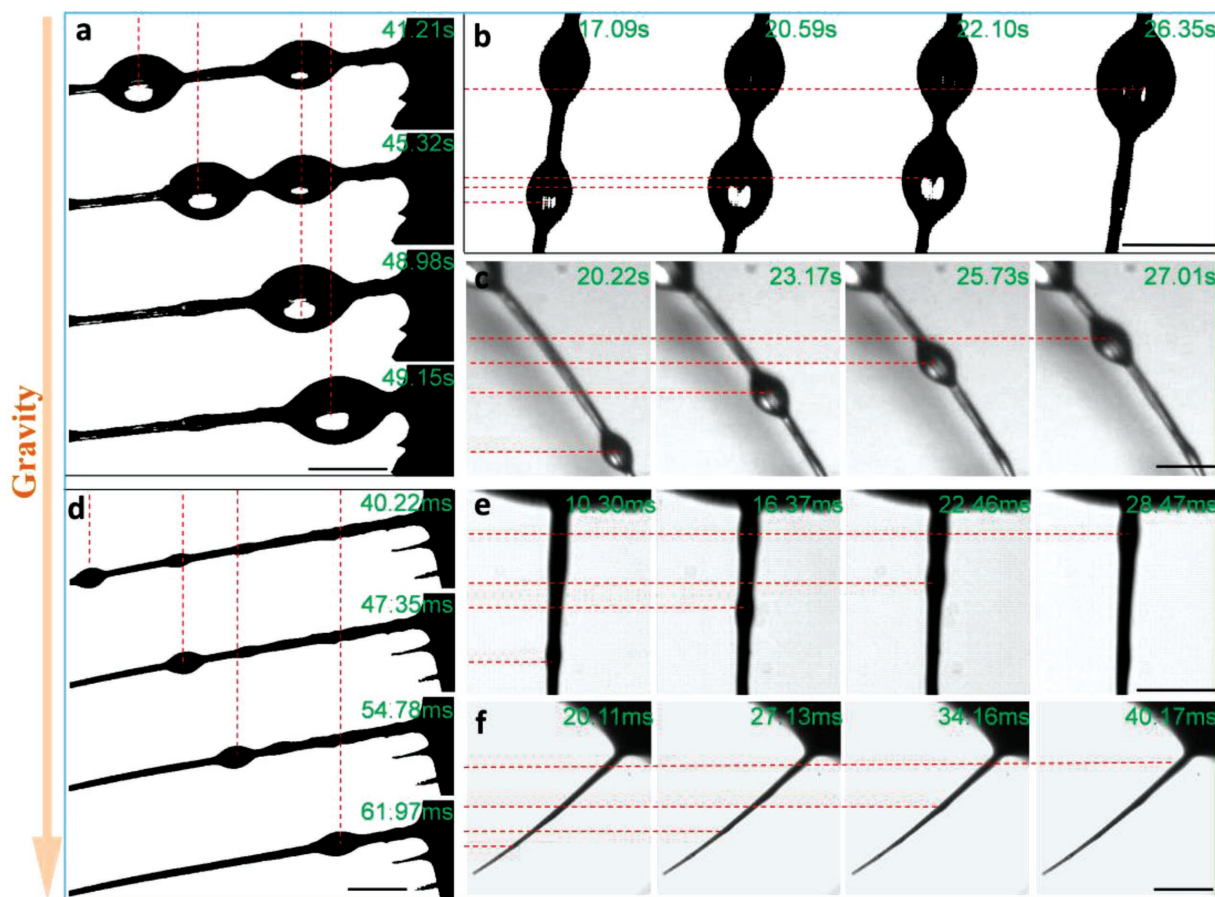 Gravity
a
41.21s
45.32s
48.98s
49.15s
b
17.09s
20.59s
22.10s
26.35s
c
20.22s
23.17s
25.73s
27.01s
d
40.22ms
47.35ms
54.78ms
61.97ms
e
10.30ms
16.37ms
22.46ms
28.47ms
f
20.11ms
27.13ms
34.16ms
40.17ms